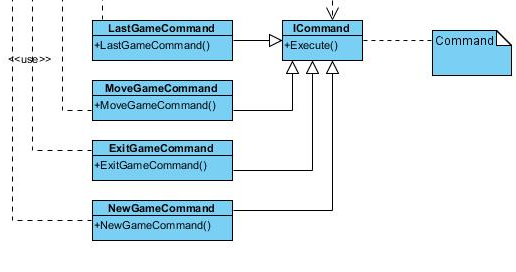 LastGameCommand
+LastGameCommand()
ICommand
+Execute()
Command
<<use>>
MoveGameCommand
+MoveGameCommand()
ExitGameCommand
+ExitGameCommand()
NewGameCommand
+NewGameCommand()